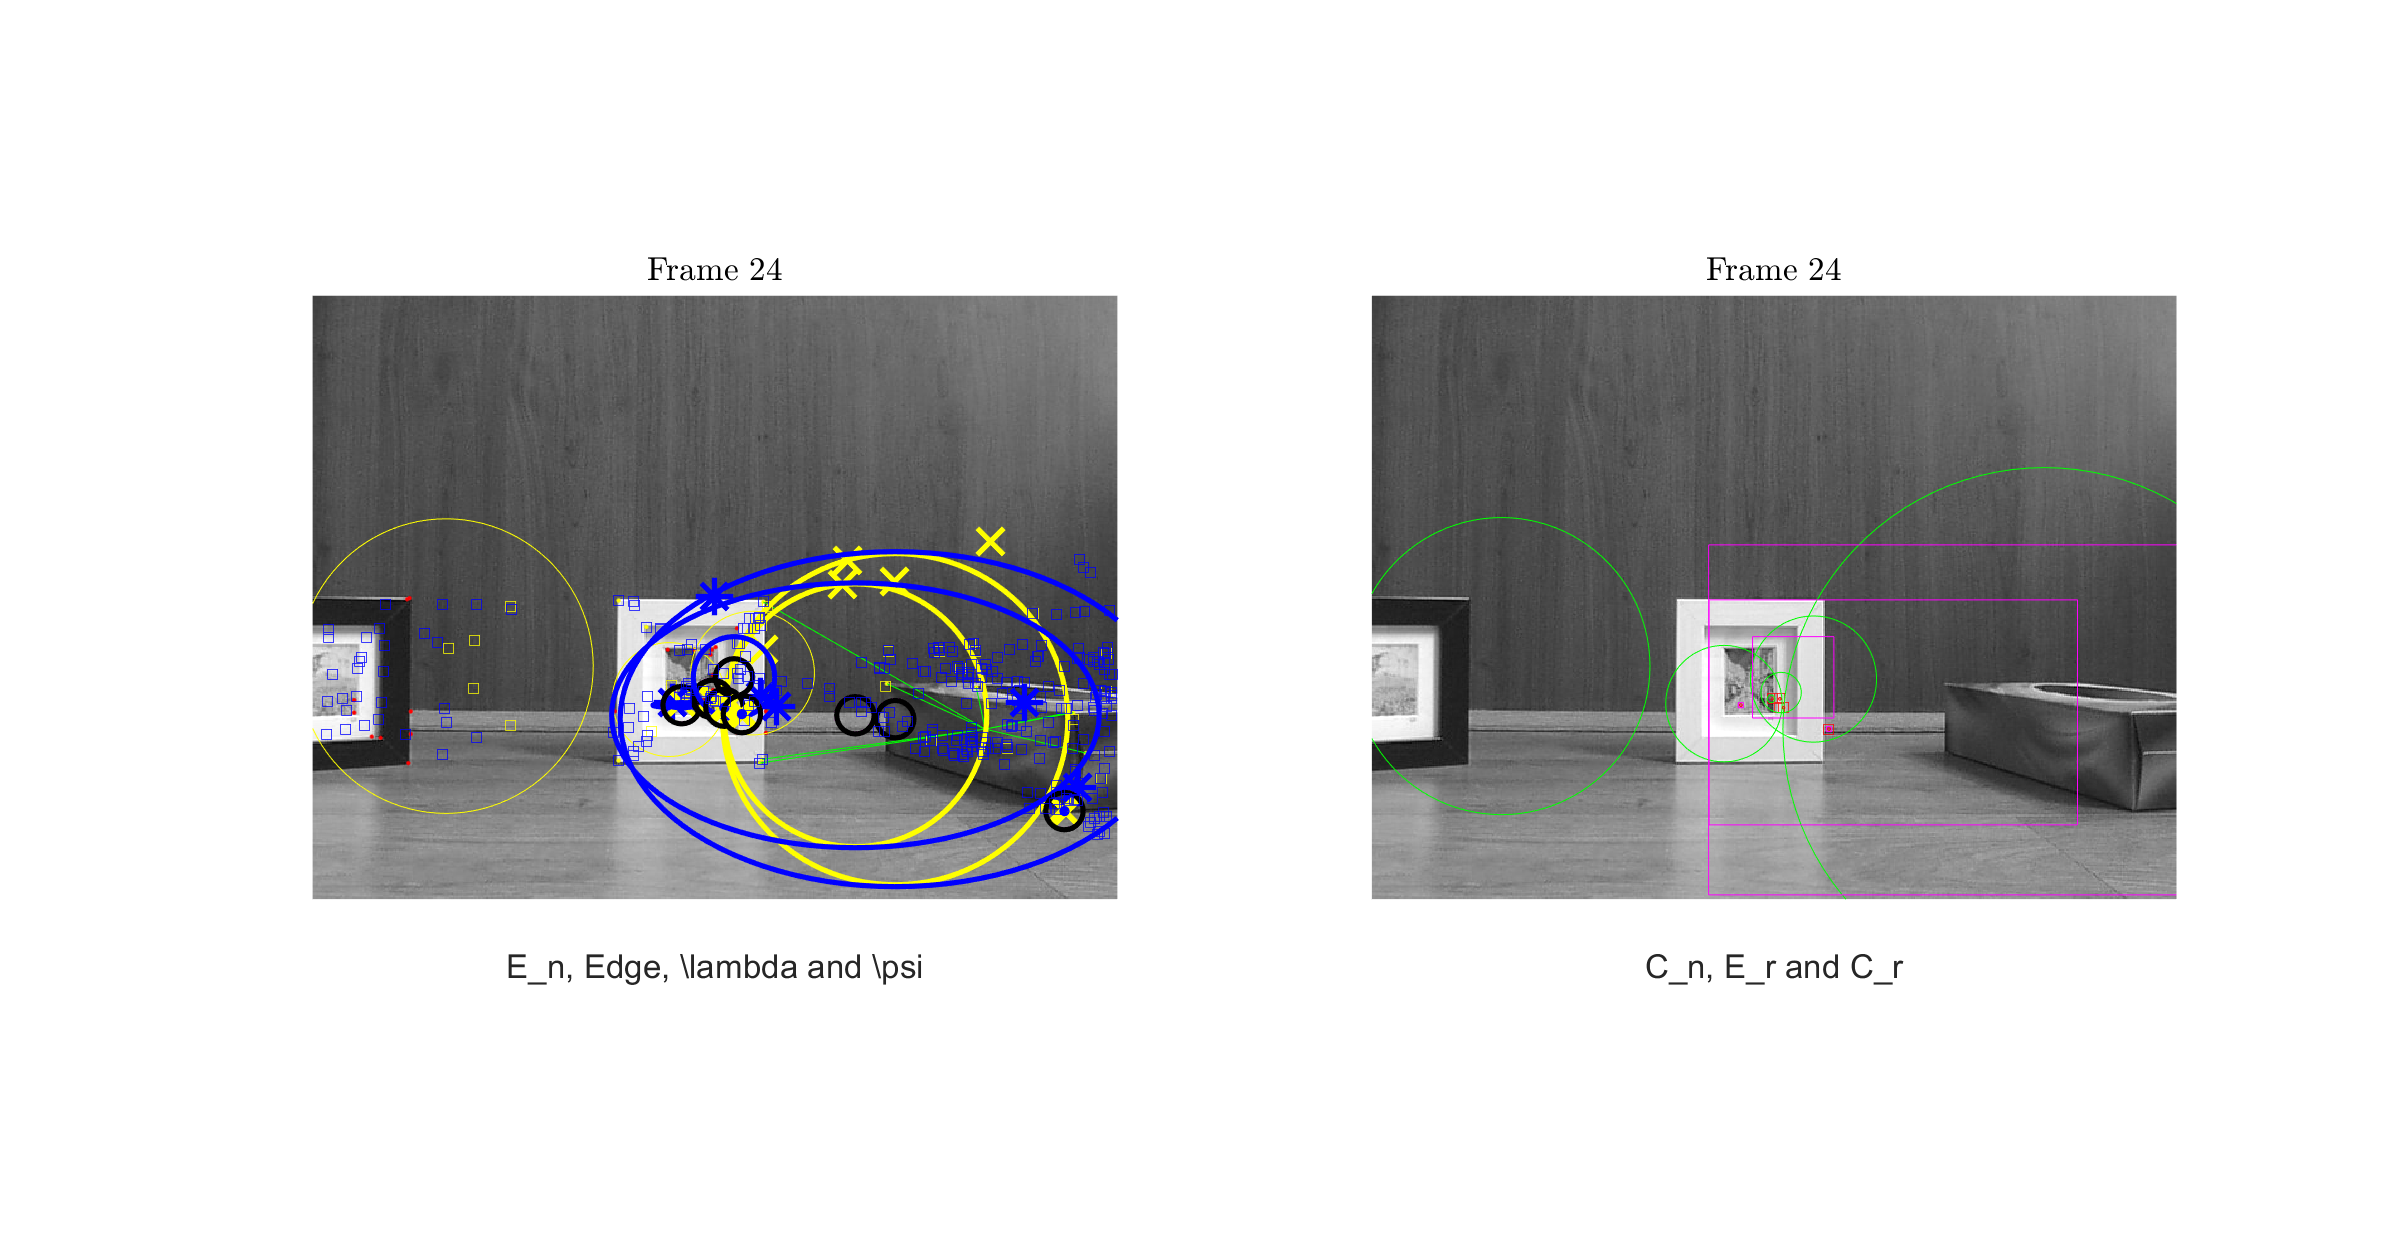 Frame 24
Frame 24
E_n, Edge, \lambda and \psi
C_n, E_r and C_r